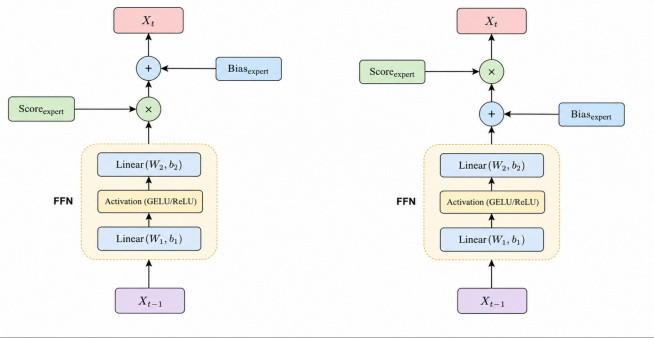 X_t
+
Bias_expert
Score_expert
×
Linear(W_2, b_2)
FFN
Activation (GELU/ReLU)
Linear(W_1, b_1)
X_{t-1}
X_t
Score_expert
×
+
Bias_expert
Linear(W_2, b_2)
FFN
Activation (GELU/ReLU)
Linear(W_1, b_1)
X_{t-1}